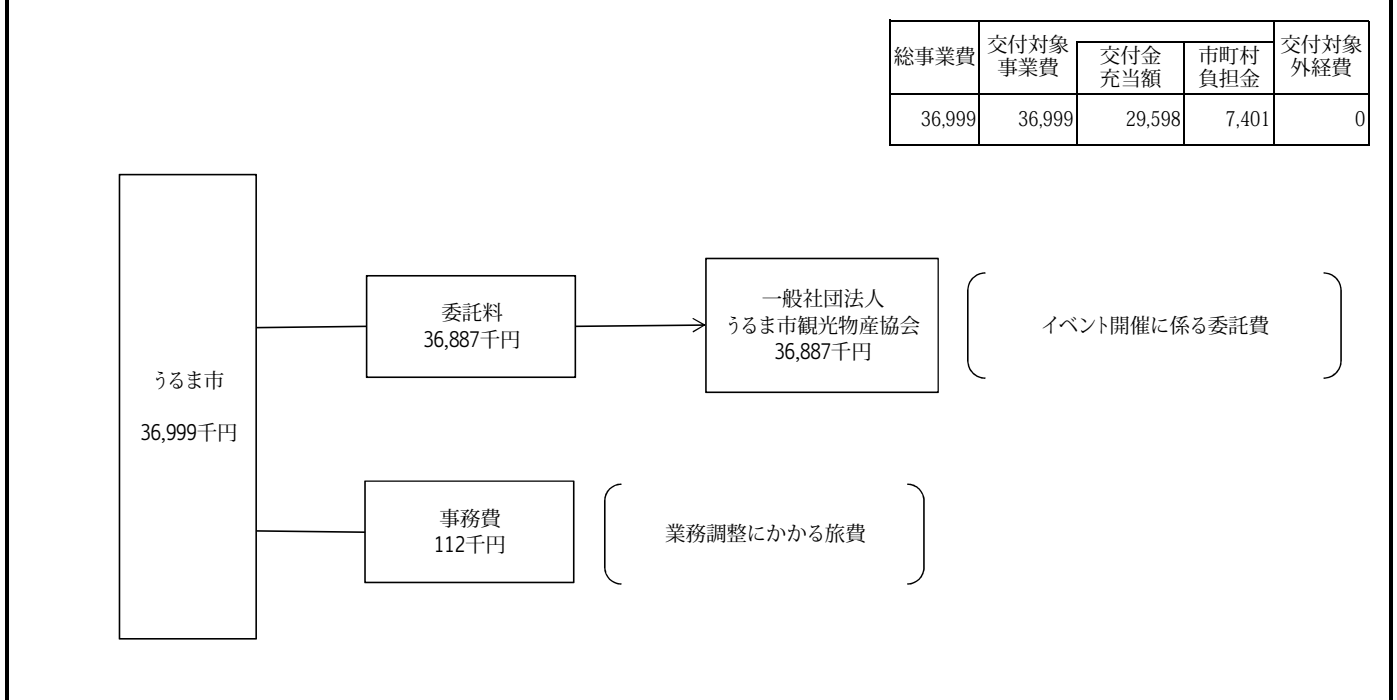 総事業費
交付対象
事業費
交付金
充当額
市町村
負担金
交付対象
外経費
36,999 36,999 29,598 7,401 0
うるま市
36,999千円
委託料
36,887千円
一般社団法人
うるま市観光物産協会
36,887千円
イベント開催に係る委託費
事務費
112千円
業務調整にかかる旅費